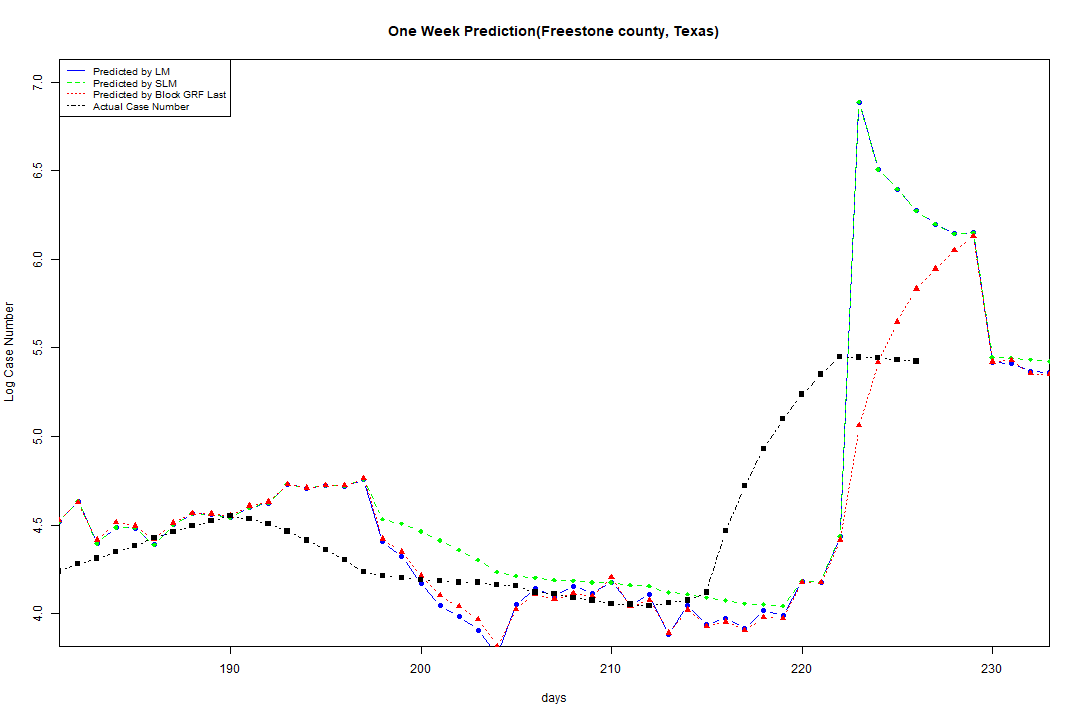 One Week Prediction(Freestone county, Texas)
Predicted by LM
Predicted by SLM
Predicted by Block GRF Last
Actual Case Number
7.0
6.5
6.0
5.5
5.0
4.5
4.0
Log Case Number
190 200 210 220 230
days